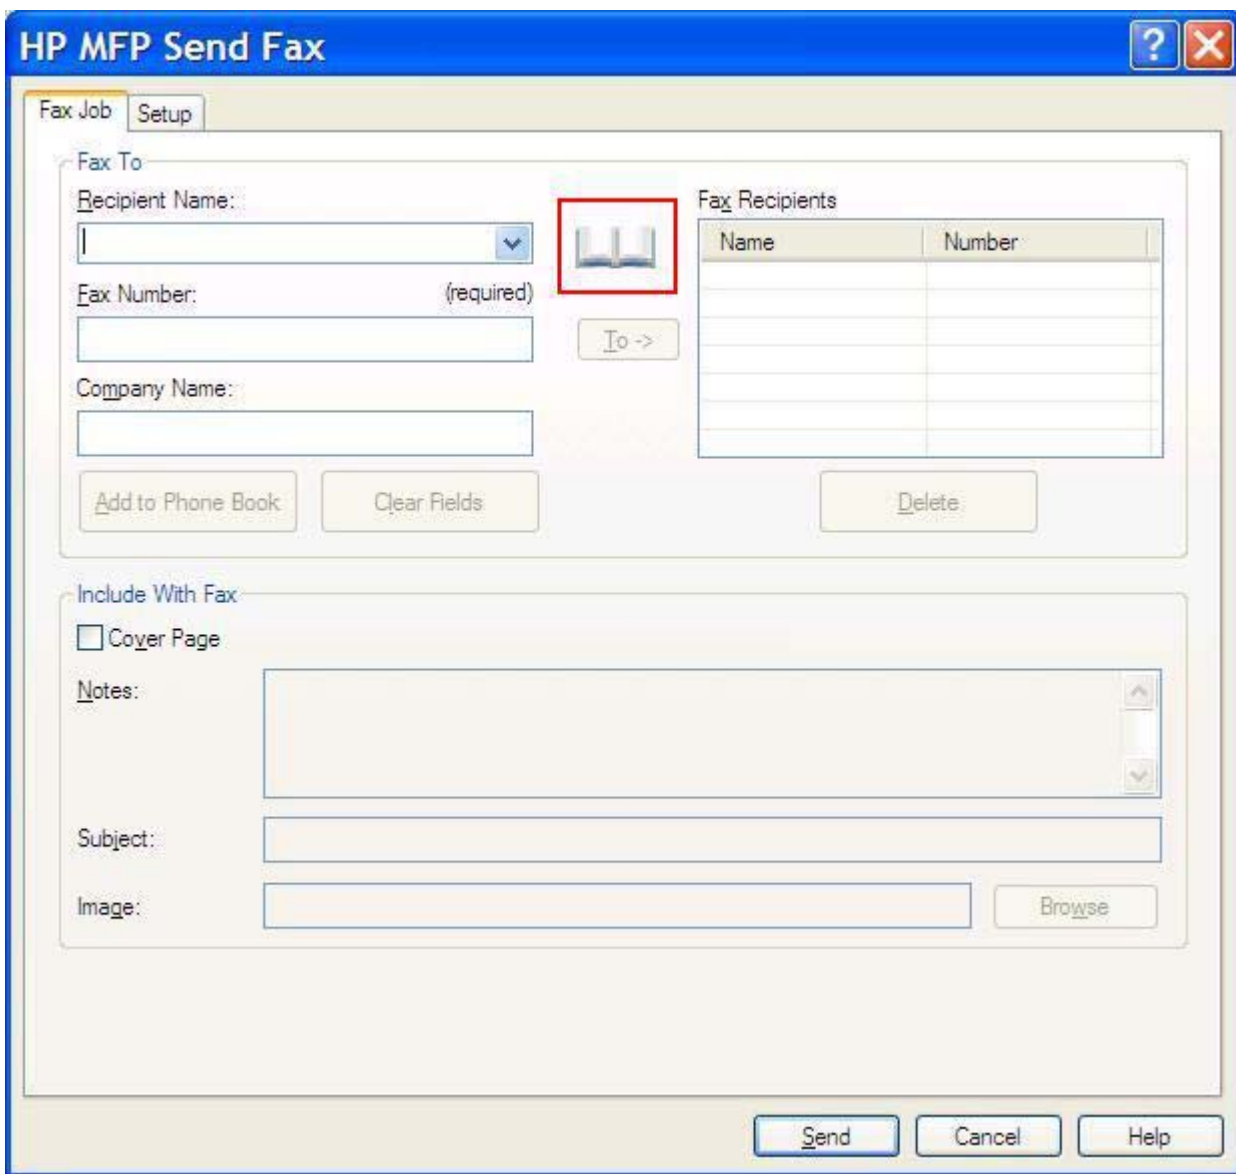 HP MFP Send Fax
Fax Job
Setup
Fax To
Recipient Name:
Fax Recipients
Name
Number
Fax Number:
(required)
To ->
Company Name:
Add to Phone Book
Clear Fields
Delete
Include With Fax
Cover Page
Notes:
Subject:
Image:
Browse
Send
Cancel
Help